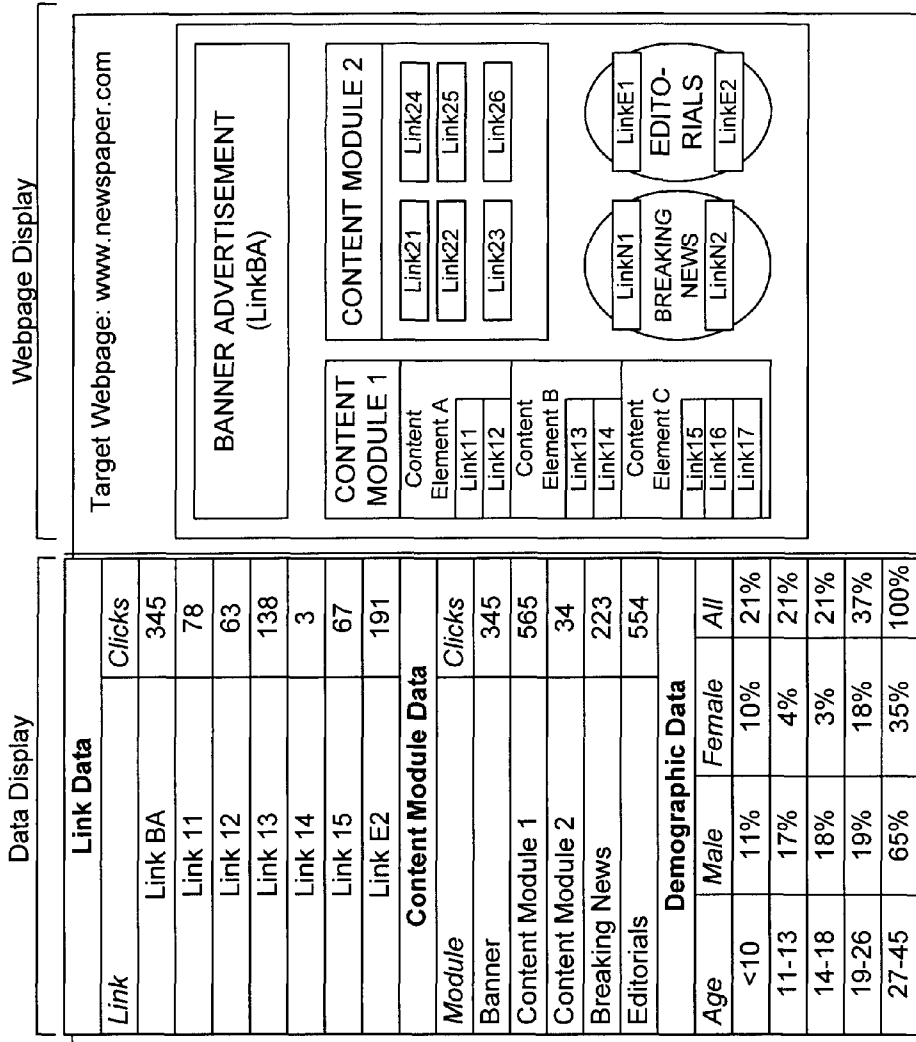 Data Display
Link Data
Link Clicks
Link BA 345
Link 11 78
Link 12 63
Link 13 138
Link 14 3
Link 15 67
Link E2 191
Content Module Data
Module Clicks
Banner 345
Content Module 1 565
Content Module 2 34
Breaking News 223
Editorials 554
Demographic Data
Age Male Female All
<10 11% 10% 21%
11-13 17% 4% 21%
14-18 18% 3% 21%
19-26 19% 18% 37%
27-45 65% 35% 100%
Webpage Display
Target Webpage: www.newspaper.com
BANNER ADVERTISEMENT
(LinkBA)
CONTENT
MODULE 1
Content
Element A
Link11
Link12
Content
Element B
Link13
Link14
Content
Element C
Link15
Link16
Link17
CONTENT MODULE 2
Link21 Link24
Link22 Link25
Link23 Link26
LinkN1
BREAKING
NEWS
LinkN2
LinkE1
EDITO-
RIALS
LinkE2